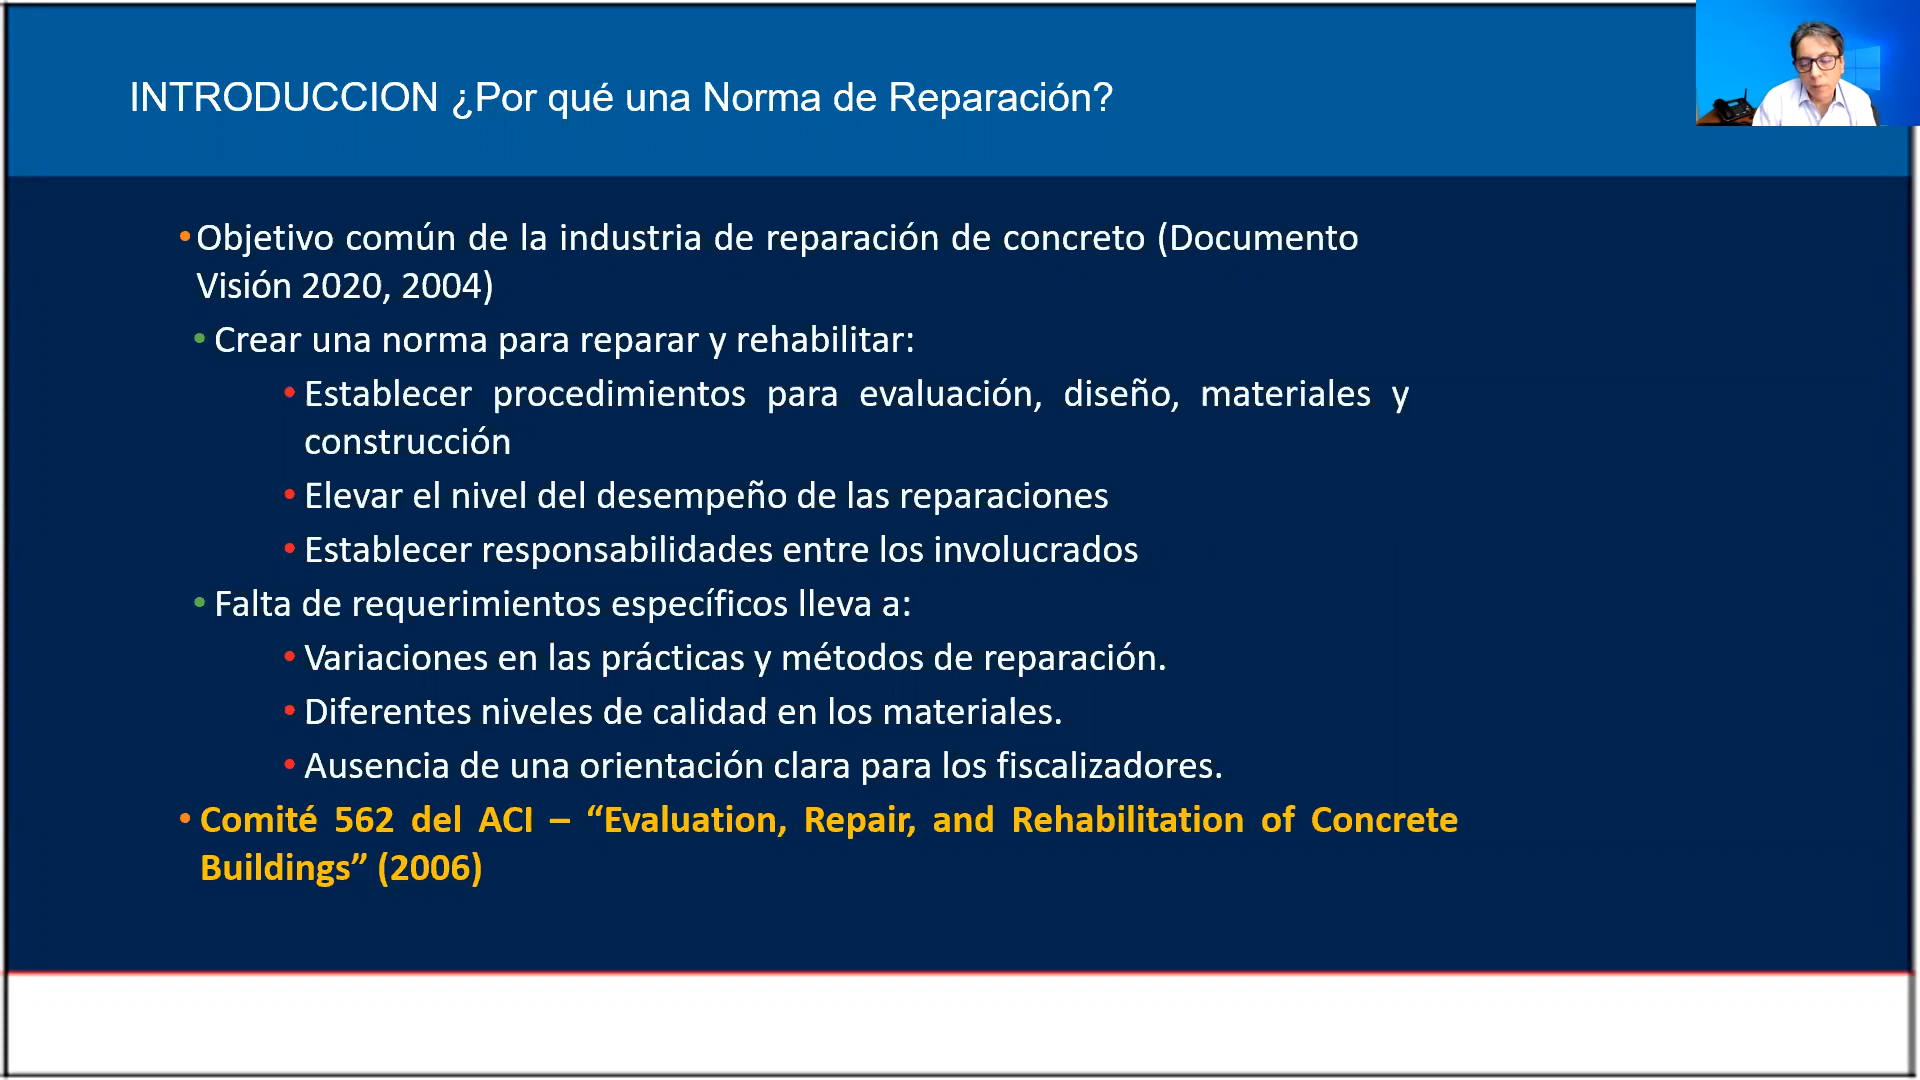 INTRODUCCION ¿Por qué una Norma de Reparación?
•Objetivo común de la industria de reparación de concreto (Documento
Visión 2020, 2004)
• Crear una norma para reparar y rehabilitar:
• Establecer procedimientos para evaluación, diseño, materiales y
construcción
• Elevar el nivel del desempeño de las reparaciones
• Establecer responsabilidades entre los involucrados
• Falta de requerimientos específicos lleva a:
• Variaciones en las prácticas y métodos de reparación.
• Diferentes niveles de calidad en los materiales.
• Ausencia de una orientación clara para los fiscalizadores.
• Comité 562 del ACI – “Evaluation, Repair, and Rehabilitation of Concrete
Buildings” (2006)